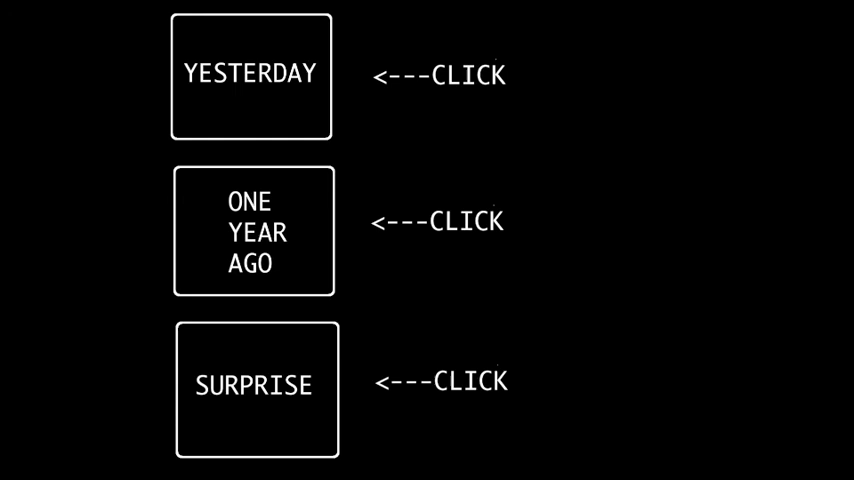 YESTERDAY <---CLICK
ONE
YEAR <---CLICK
AGO
SURPRISE <---CLICK